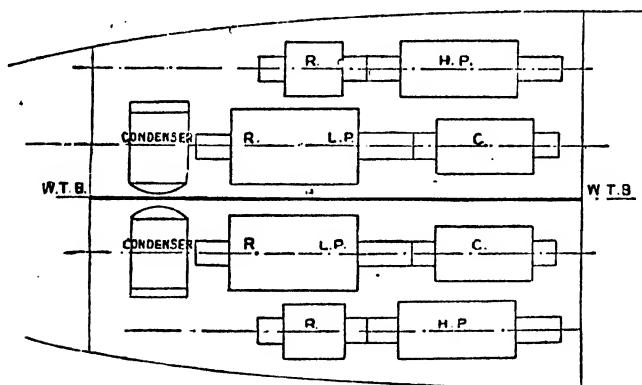 R. H.P.
CONDENSER R. L.P. C.
W.T.B. W.T.B
CONDENSER R. L.P. C.
R. H.P